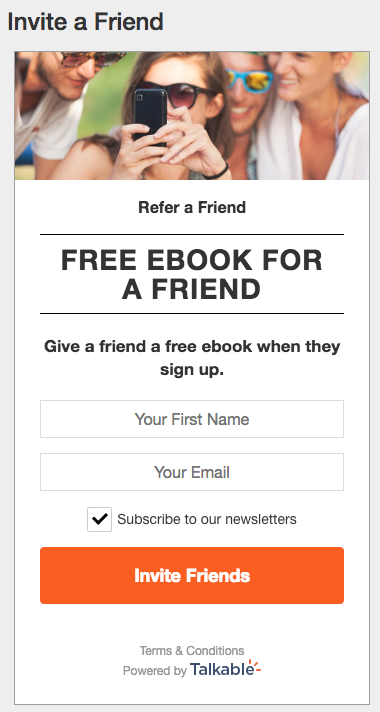 Invite a Friend
Refer a Friend
FREE EBOOK FOR
A FRIEND
Give a friend a free ebook when they
sign up.
Your First Name
Your Email
Subscribe to our newsletters
Invite Friends
Terms & Conditions
Powered by Talkable